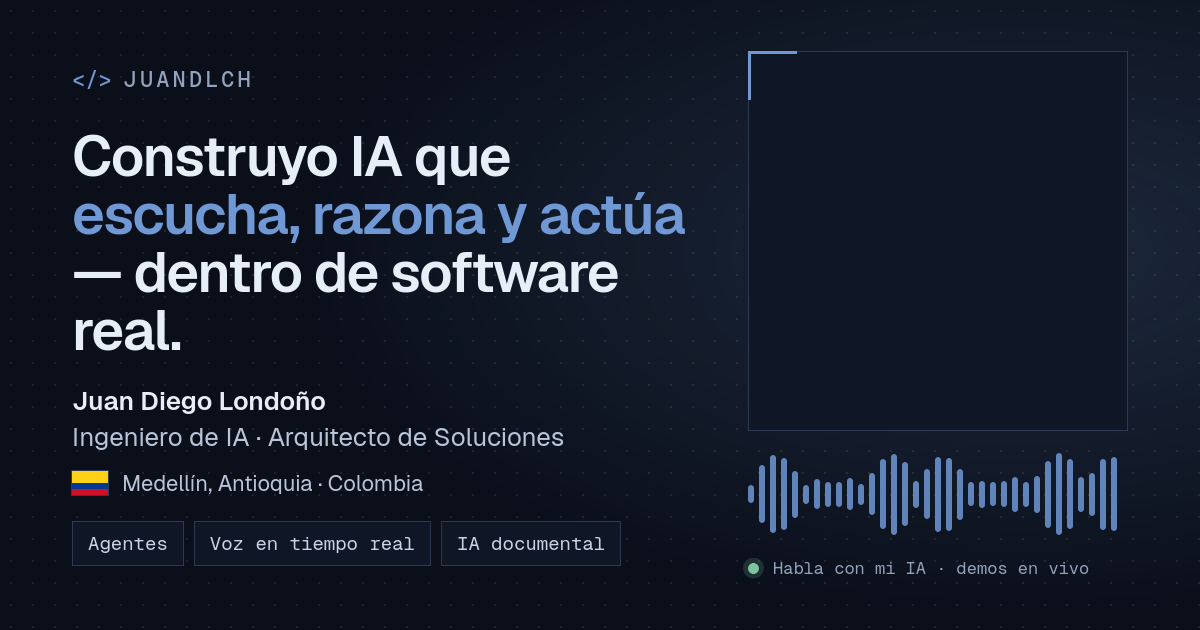 </> JUANDLCH
Construyo IA que
escucha, razona y actúa
— dentro de software
real.
Juan Diego Londoño
Ingeniero de IA · Arquitecto de Soluciones
Medellín, Antioquia · Colombia
Agentes
Voz en tiempo real
IA documental
Habla con mi IA · demos en vivo